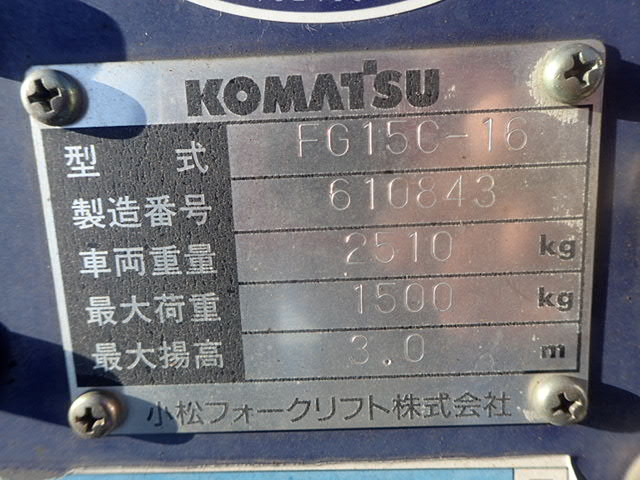 KOMATSU
型式 FG15C-16
製造番号 610843
車両重量 2510 kg
最大荷重 1500 kg
最大揚高 3.0 m
小松フォークリフト株式会社